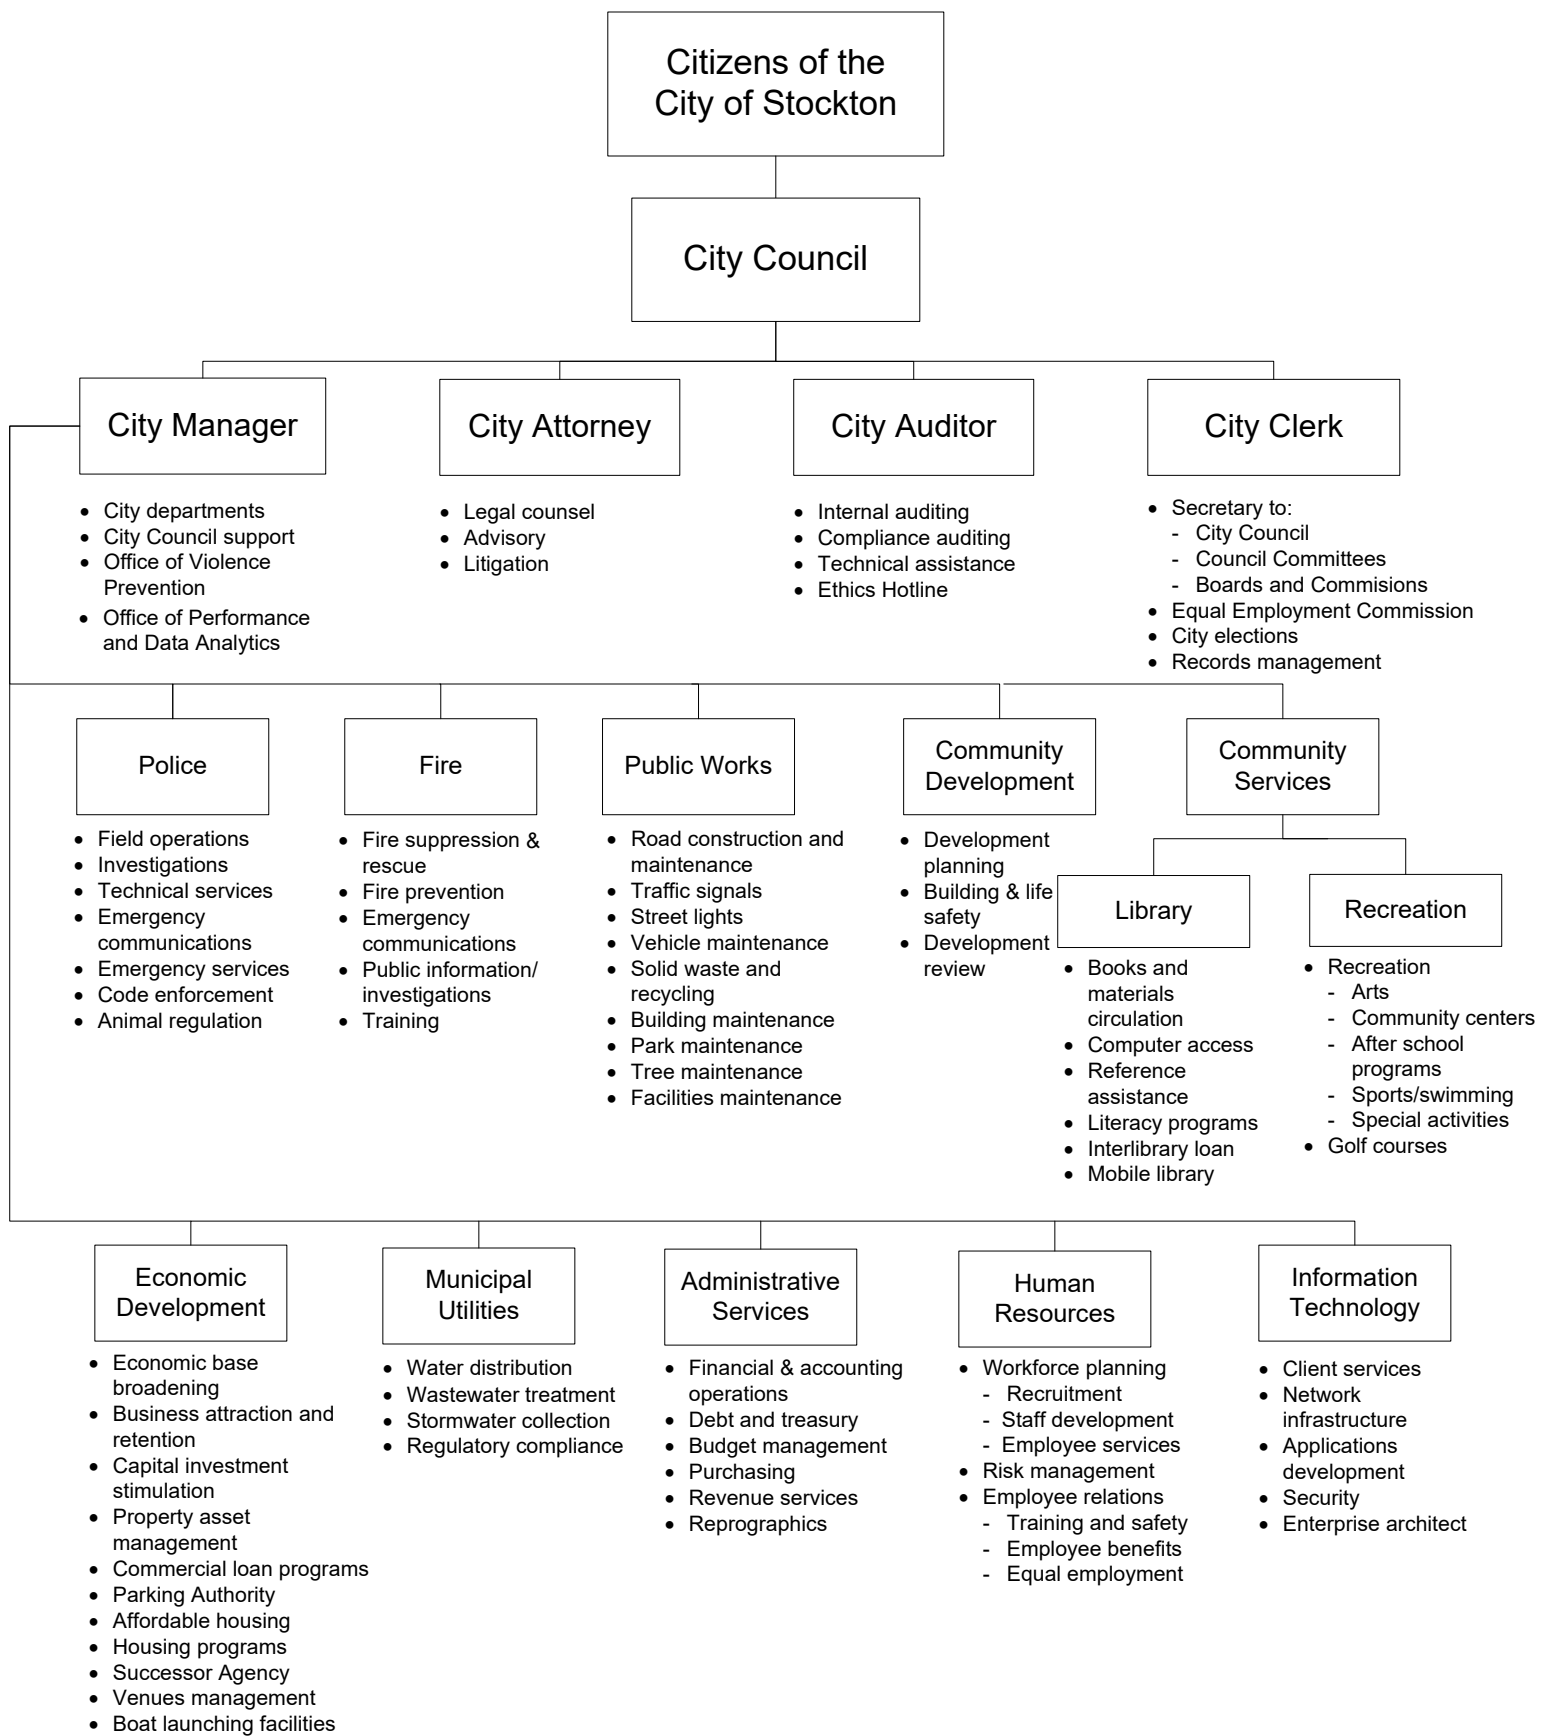 Citizens of the
City of Stockton
City Council
City Manager
• City departments
• City Council support
• Office of Violence
Prevention
• Office of Performance
and Data Analytics
City Attorney
• Legal counsel
• Advisory
• Litigation
City Auditor
• Internal auditing
• Compliance auditing
• Technical assistance
• Ethics Hotline
City Clerk
• Secretary to:
- City Council
- Council Committees
- Boards and Commisions
• Equal Employment Commission
• City elections
• Records management
Police
• Field operations
• Investigations
• Technical services
• Emergency
communications
• Emergency services
• Code enforcement
• Animal regulation
Fire
• Fire suppression &
rescue
• Fire prevention
• Emergency
communications
• Public information/
investigations
• Training
Public Works
• Road construction and
maintenance
• Traffic signals
• Street lights
• Vehicle maintenance
• Solid waste and
recycling
• Building maintenance
• Park maintenance
• Tree maintenance
• Facilities maintenance
Community
Development
• Development
planning
• Building & life
safety
• Development
review
Community
Services
Library
• Books and
materials
circulation
• Computer access
• Reference
assistance
• Literacy programs
• Interlibrary loan
• Mobile library
Recreation
• Recreation
- Arts
- Community centers
- After school
programs
- Sports/swimming
- Special activities
• Golf courses
Economic
Development
• Economic base
broadening
• Business attraction and
retention
• Capital investment
stimulation
• Property asset
management
• Commercial loan programs
• Parking Authority
• Affordable housing
• Housing programs
• Successor Agency
• Venues management
• Boat launching facilities
Municipal
Utilities
• Water distribution
• Wastewater treatment
• Stormwater collection
• Regulatory compliance
Administrative
Services
• Financial & accounting
operations
• Debt and treasury
• Budget management
• Purchasing
• Revenue services
• Reprographics
Human
Resources
• Workforce planning
- Recruitment
- Staff development
- Employee services
• Risk management
• Employee relations
- Training and safety
- Employee benefits
- Equal employment
Information
Technology
• Client services
• Network
infrastructure
• Applications
development
• Security
• Enterprise architect